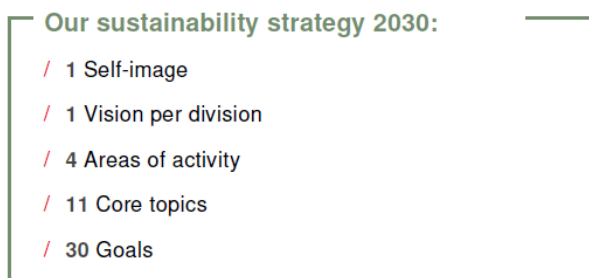 Our sustainability strategy 2030:
/ 1 Self-image
/ 1 Vision per division
/ 4 Areas of activity
/ 11 Core topics
/ 30 Goals